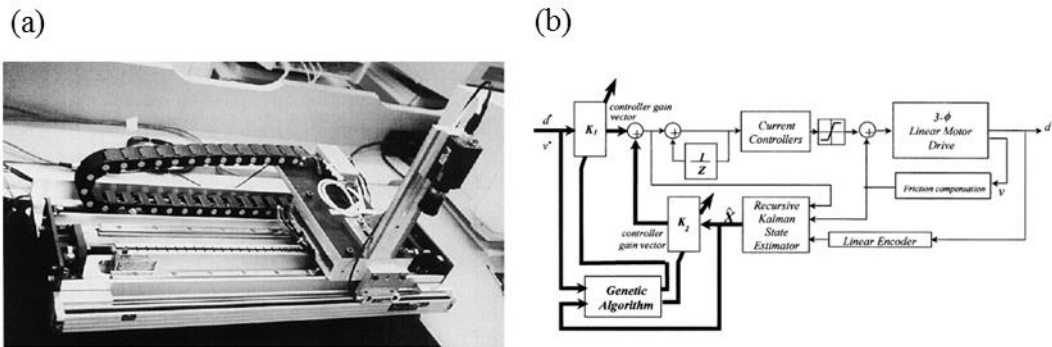 (a)
(b)
d*
v*
K1
controller gain
vector
+
+
1
Z
Current
Controllers
+
3-ϕ
Linear Motor
Drive
d
Friction compensation
v
K2
controller
gain vector
X̂
Recursive
Kalman
State
Estimator
Linear Encoder
Genetic
Algorithm